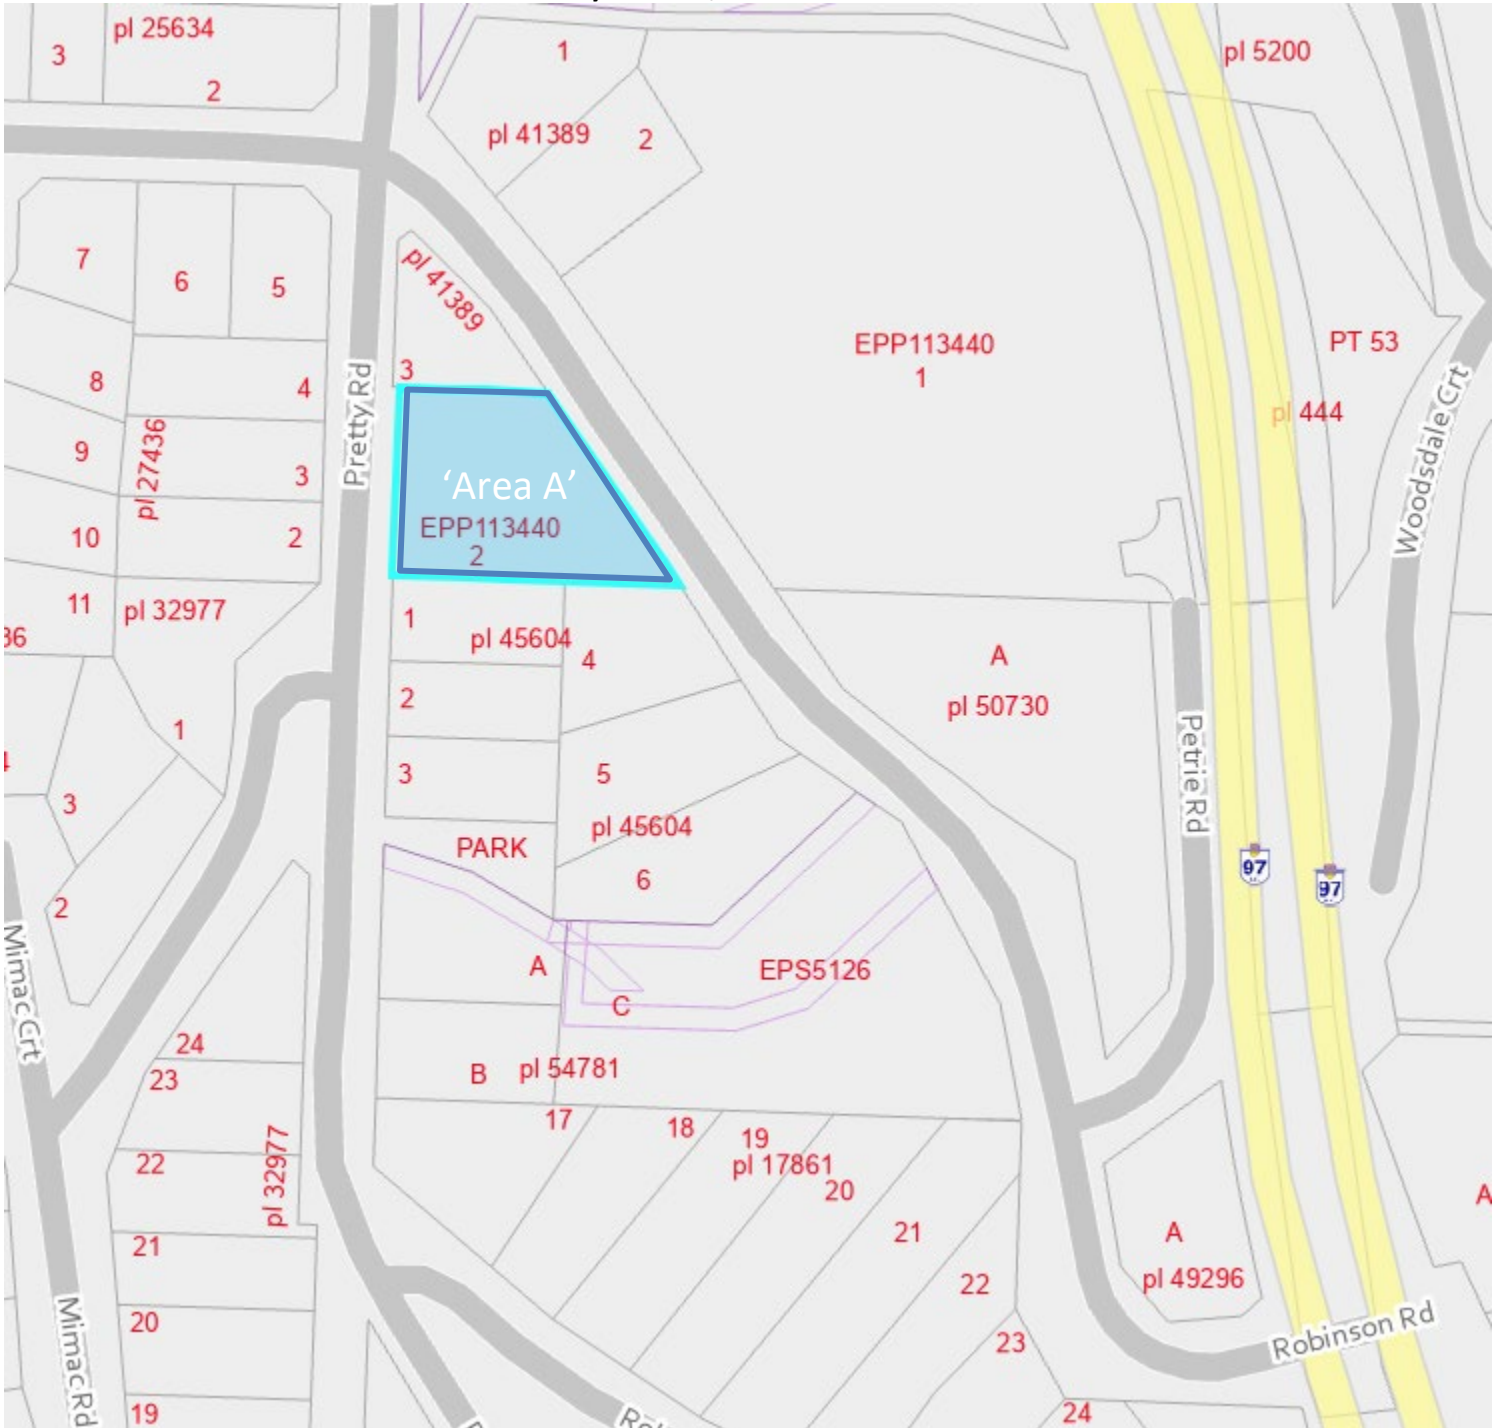 pl 25634
3
2
1
pl 41389
2
pl 5200
7
6
5
pl 41389
3
EPP113440
1
PT 53
pl 444
8
4
Pretty Rd
Woodsdale Crt
9
pl 27436
3
'Area A'
EPP113440
2
10
2
11
pl 32977
36
1
pl 45604
4
A
pl 50730
2
1
3
5
Petrie Rd
3
pl 45604
PARK
6
97
97
2
Mimac Crt
A
EPS5126
C
24
23
B
pl 54781
17
18
19
pl 17861
20
22
pl 32977
21
21
A
pl 49296
22
A
20
23
Robinson Rd
Mimac Rd
19
24